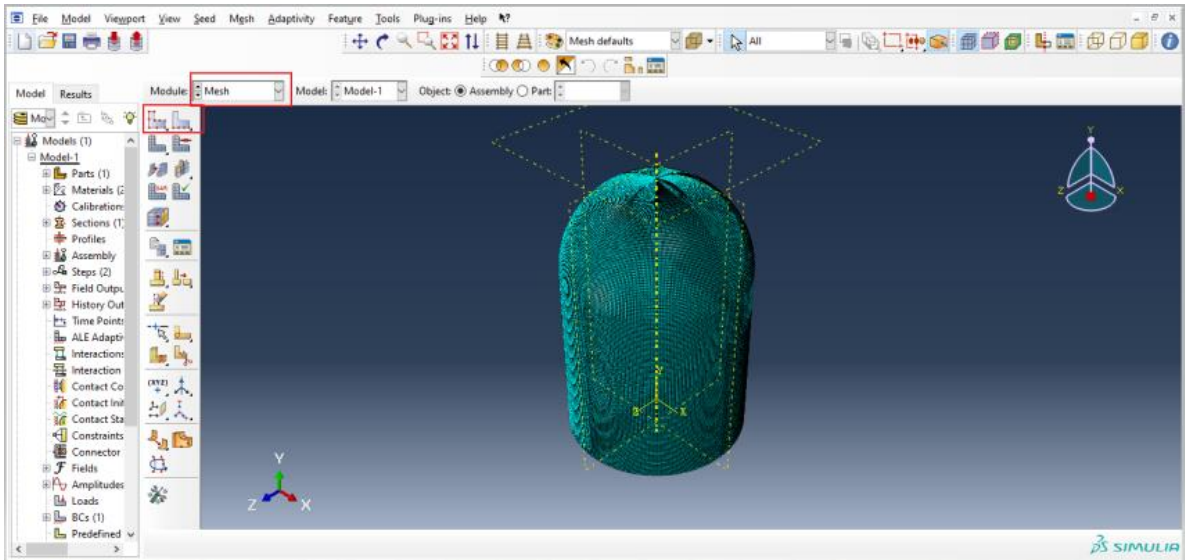 File Model Viewport View Seed Mesh Adaptivity Feature Tools Plug-ins Help
Mesh defaults All
Model Results Module: Mesh Model: Model-1 Object: Assembly Part:
Models (1)
Model-1
Parts (1)
Materials (2
Calibration
Sections (1)
Profiles
Assembly
Steps (2)
Field Outpu
History Out
Time Points
ALE Adapti
Interactions
Interaction
Contact Co
Contact Init
Contact Sta
Constraints
Connector
Fields
Amplitudes
Loads
BCs (1)
Predefined
(XYZ)
Y
Z X
Y
X
Y
Z X
SIMULIA